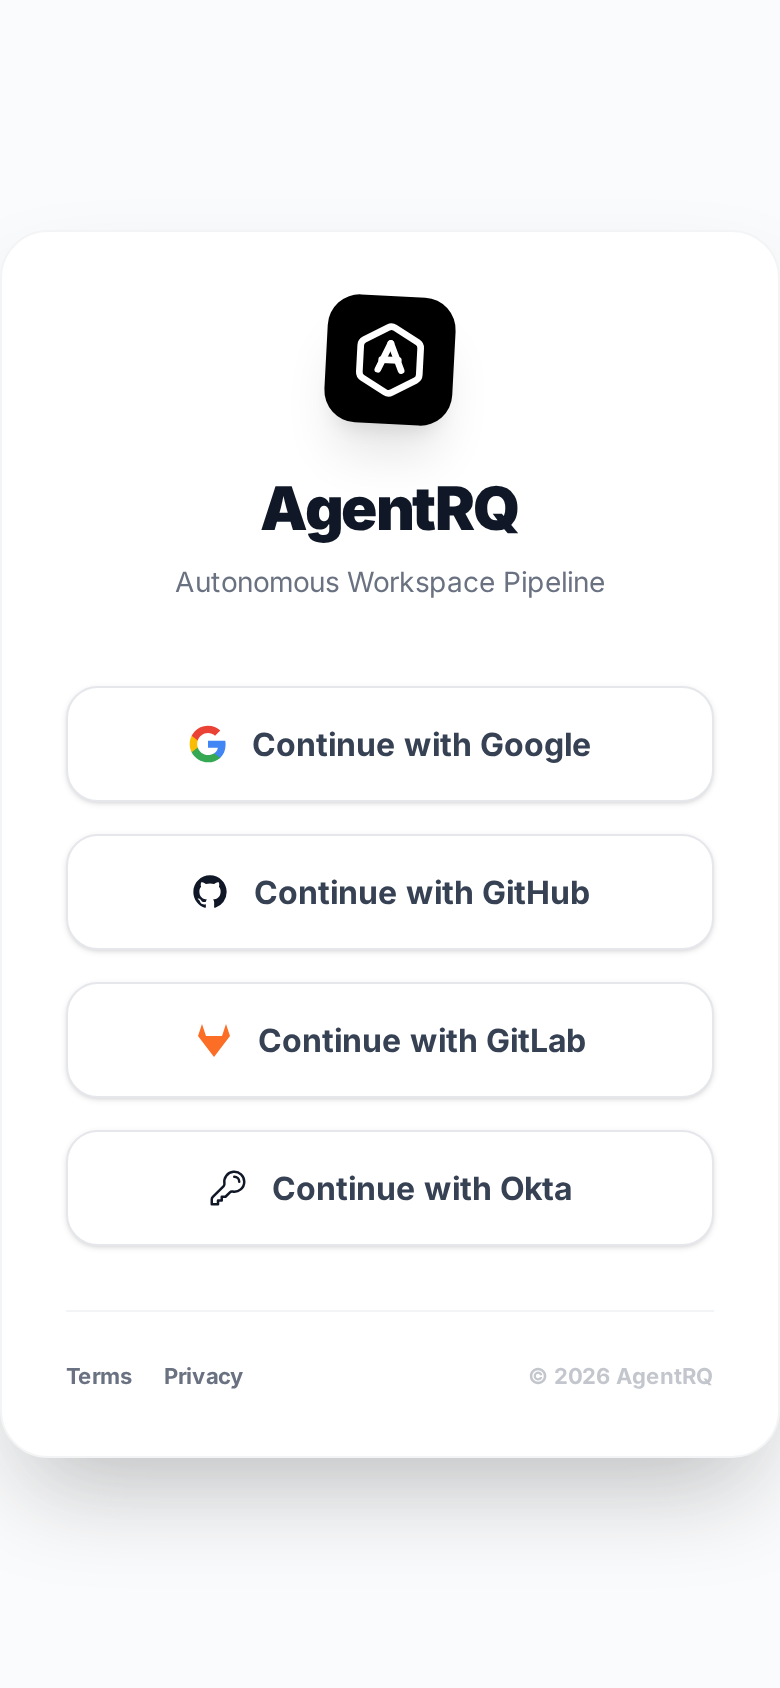 A
AgentRQ
Autonomous Workspace Pipeline
Continue with Google
Continue with GitHub
Continue with GitLab
Continue with Okta
Terms Privacy © 2026 AgentRQ